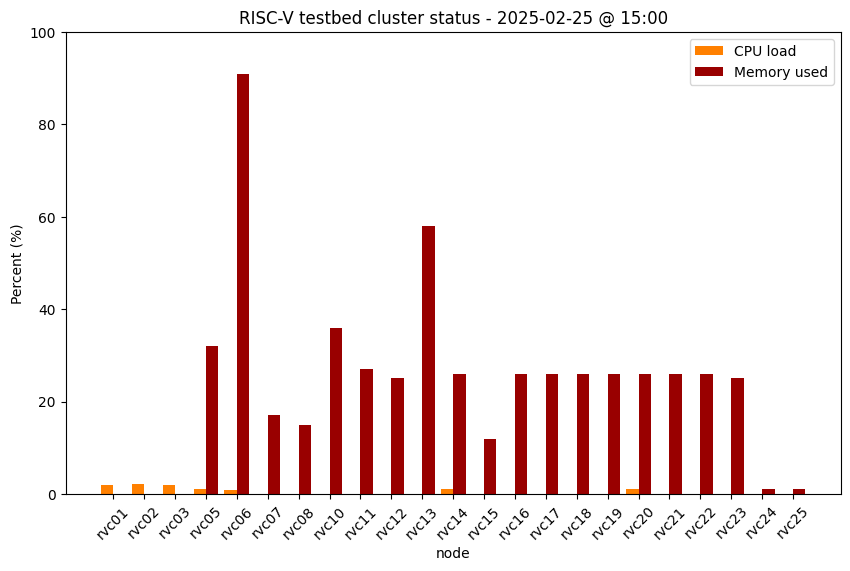 RISC-V testbed cluster status - 2025-02-25 @ 15:00
CPU load
Memory used
Percent (%)
100
80
60
40
20
0
rvc01 rvc02 rvc03 rvc05 rvc06 rvc07 rvc08 rvc10 rvc11 rvc12 rvc13 rvc14 rvc15 rvc16 rvc17 rvc18 rvc19 rvc20 rvc21 rvc22 rvc23 rvc24 rvc25
node